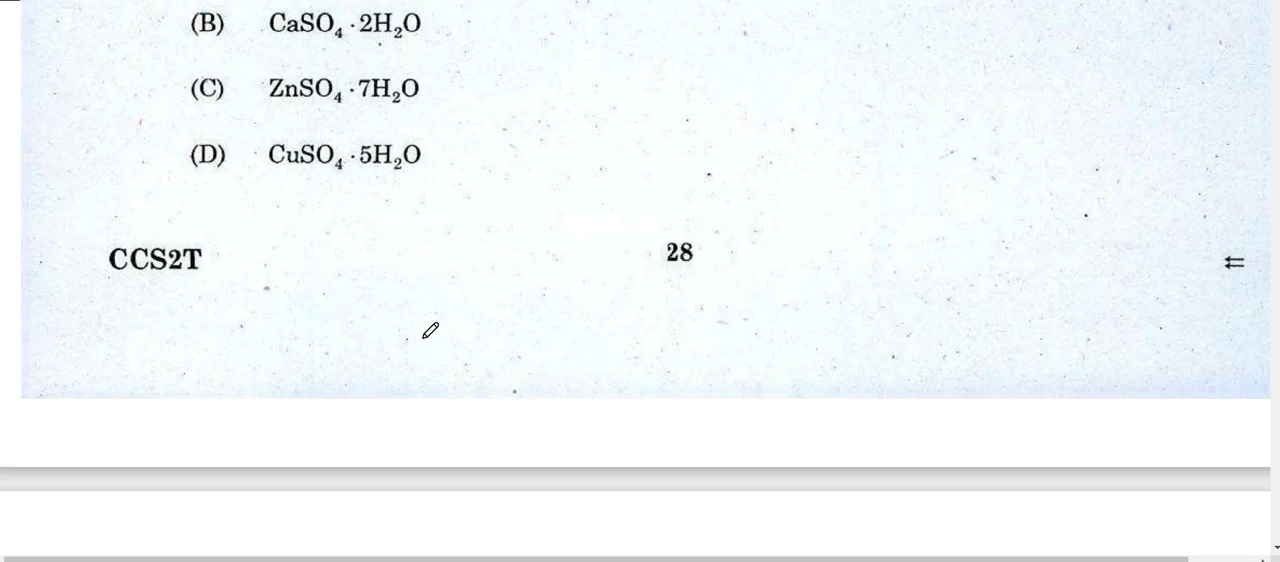 (B) CaSO₄ · 2H₂O
(C) ZnSO₄ · 7H₂O
(D) CuSO₄ · 5H₂O
CCS2T 28 ⇇